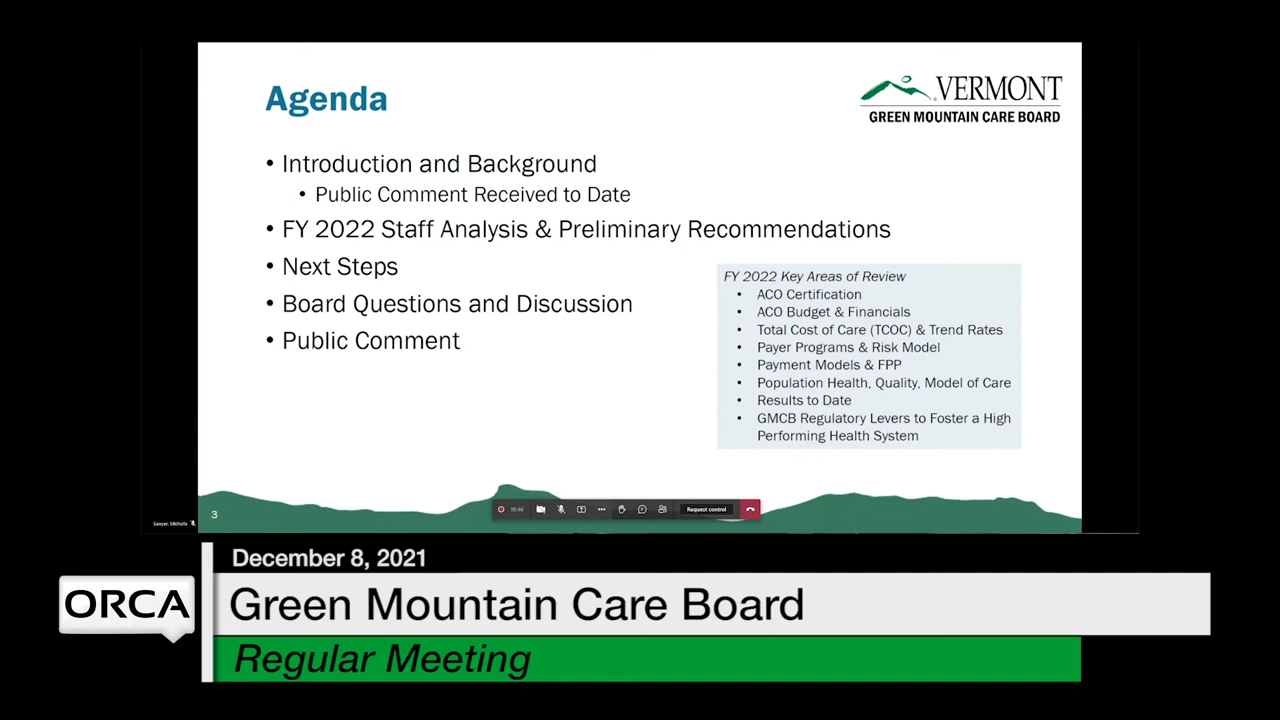 Agenda
VERMONT
GREEN MOUNTAIN CARE BOARD
• Introduction and Background
• Public Comment Received to Date
• FY 2022 Staff Analysis & Preliminary Recommendations
• Next Steps
• Board Questions and Discussion
• Public Comment
FY 2022 Key Areas of Review
• ACO Certification
• ACO Budget & Financials
• Total Cost of Care (TCOC) & Trend Rates
• Payer Programs & Risk Model
• Payment Models & FPP
• Population Health, Quality, Model of Care
• Results to Date
• GMCB Regulatory Levers to Foster a High
Performing Health System
3
Request control
Sawyer, Michelle
December 8, 2021
ORCA
Green Mountain Care Board
Regular Meeting